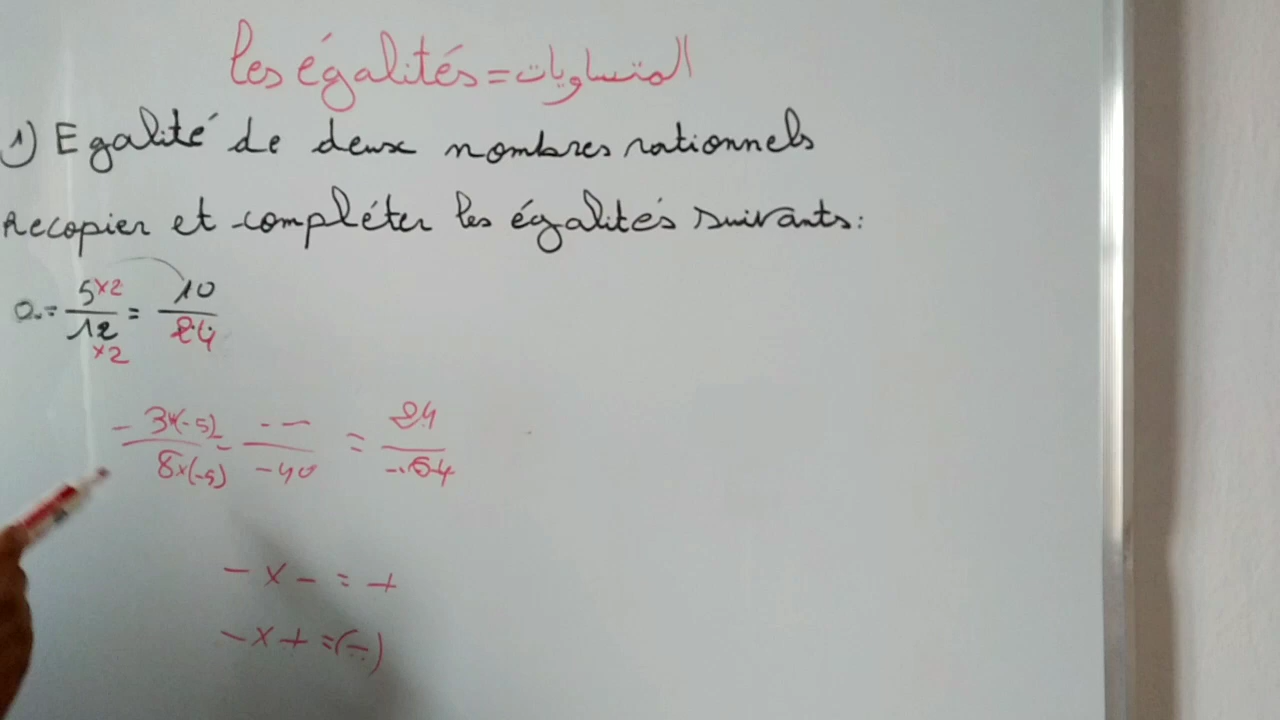 les égalités = المتساويات
1) Egalité de deux nombres rationnels
Recopier et compléter les égalités suivants:
a = 5×2/12×2 = 10/24
-3×(-5)/8×(-5) = ---/-40 = 24/-..64
- × - = +
- × + = (-)